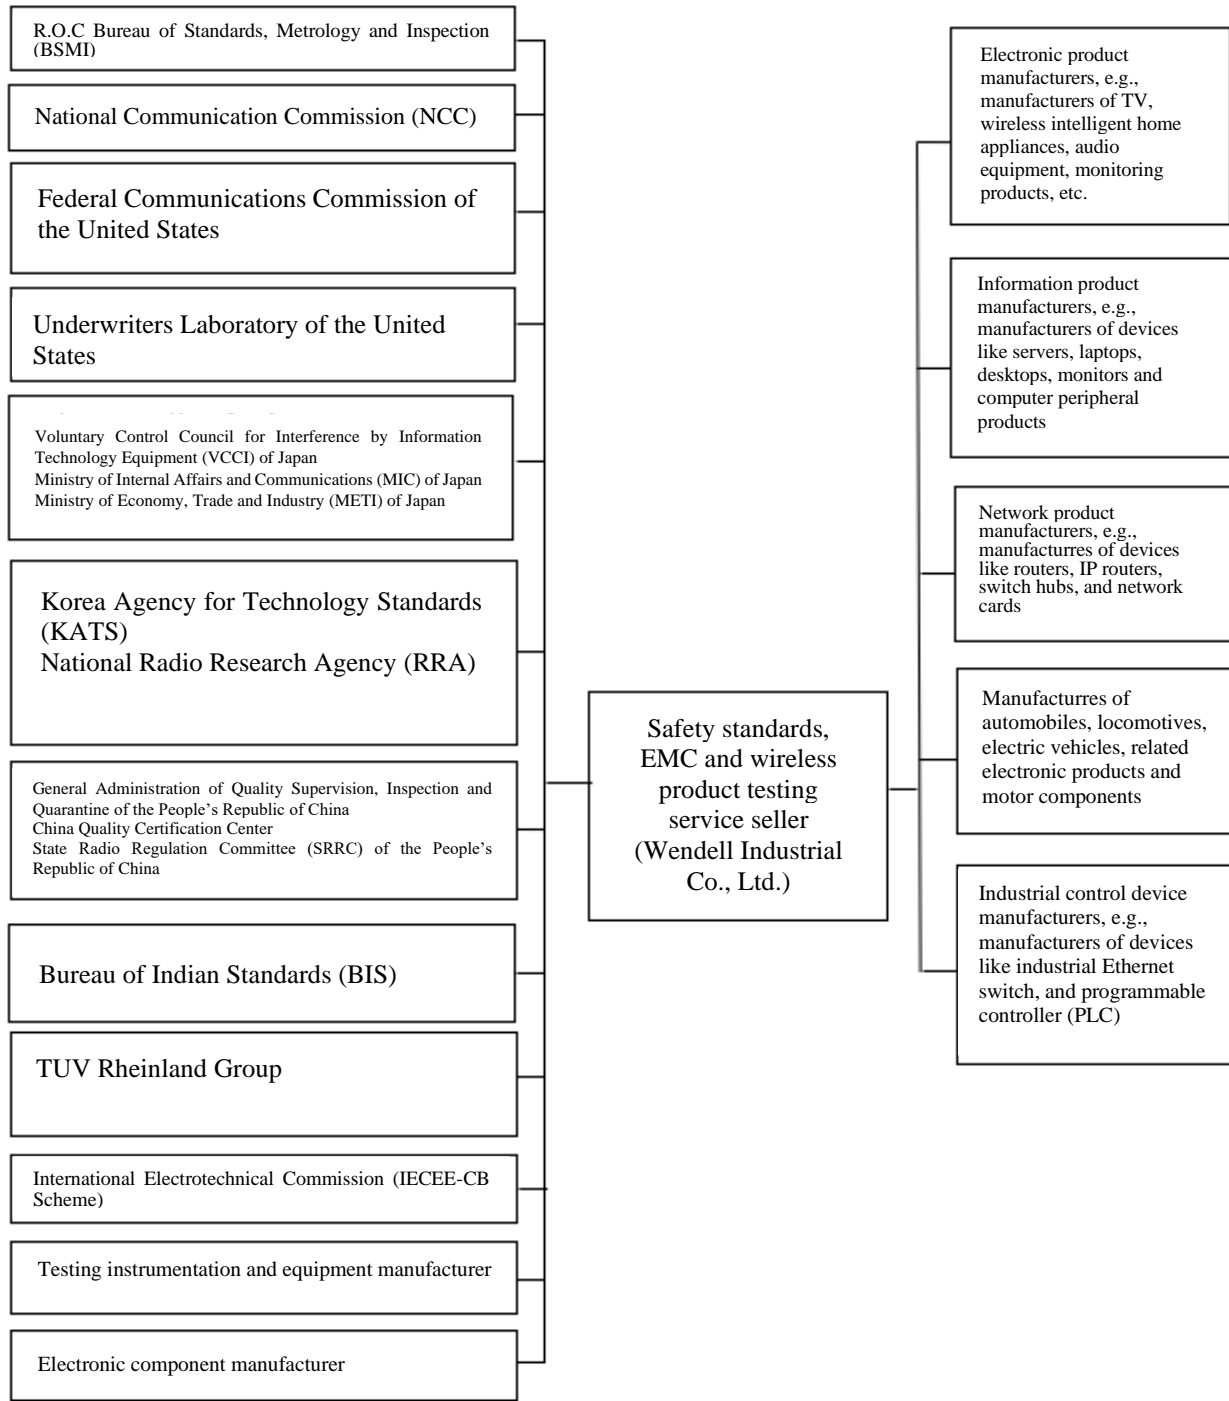 R.O.C Bureau of Standards, Metrology and Inspection
(BSMI)
National Communication Commission (NCC)
Federal Communications Commission of
the United States
Underwriters Laboratory of the United
States
Voluntary Control Council for Interference by Information
Technology Equipment (VCCI) of Japan
Ministry of Internal Affairs and Communications (MIC) of Japan
Ministry of Economy, Trade and Industry (METI) of Japan
Korea Agency for Technology Standards
(KATS)
National Radio Research Agency (RRA)
General Administration of Quality Supervision, Inspection and
Quarantine of the People's Republic of China
China Quality Certification Center
State Radio Regulation Committee (SRRC) of the People's
Republic of China
Bureau of Indian Standards (BIS)
TUV Rheinland Group
International Electrotechnical Commission (IECEE-CB
Scheme)
Testing instrumentation and equipment manufacturer
Electronic component manufacturer
Safety standards,
EMC and wireless
product testing
service seller
(Wendell Industrial
Co., Ltd.)
Electronic product
manufacturers, e.g.,
manufacturers of TV,
wireless intelligent home
appliances, audio
equipment, monitoring
products, etc.
Information product
manufacturers, e.g.,
manufacturers of devices
like servers, laptops,
desktops, monitors and
computer peripheral
products
Network product
manufacturers, e.g.,
manufacturres of devices
like routers, IP routers,
switch hubs, and network
cards
Manufacturres of
automobiles, locomotives,
electric vehicles, related
electronic products and
motor components
Industrial control device
manufacturers, e.g.,
manufacturers of devices
like industrial Ethernet
switch, and programmable
controller (PLC)